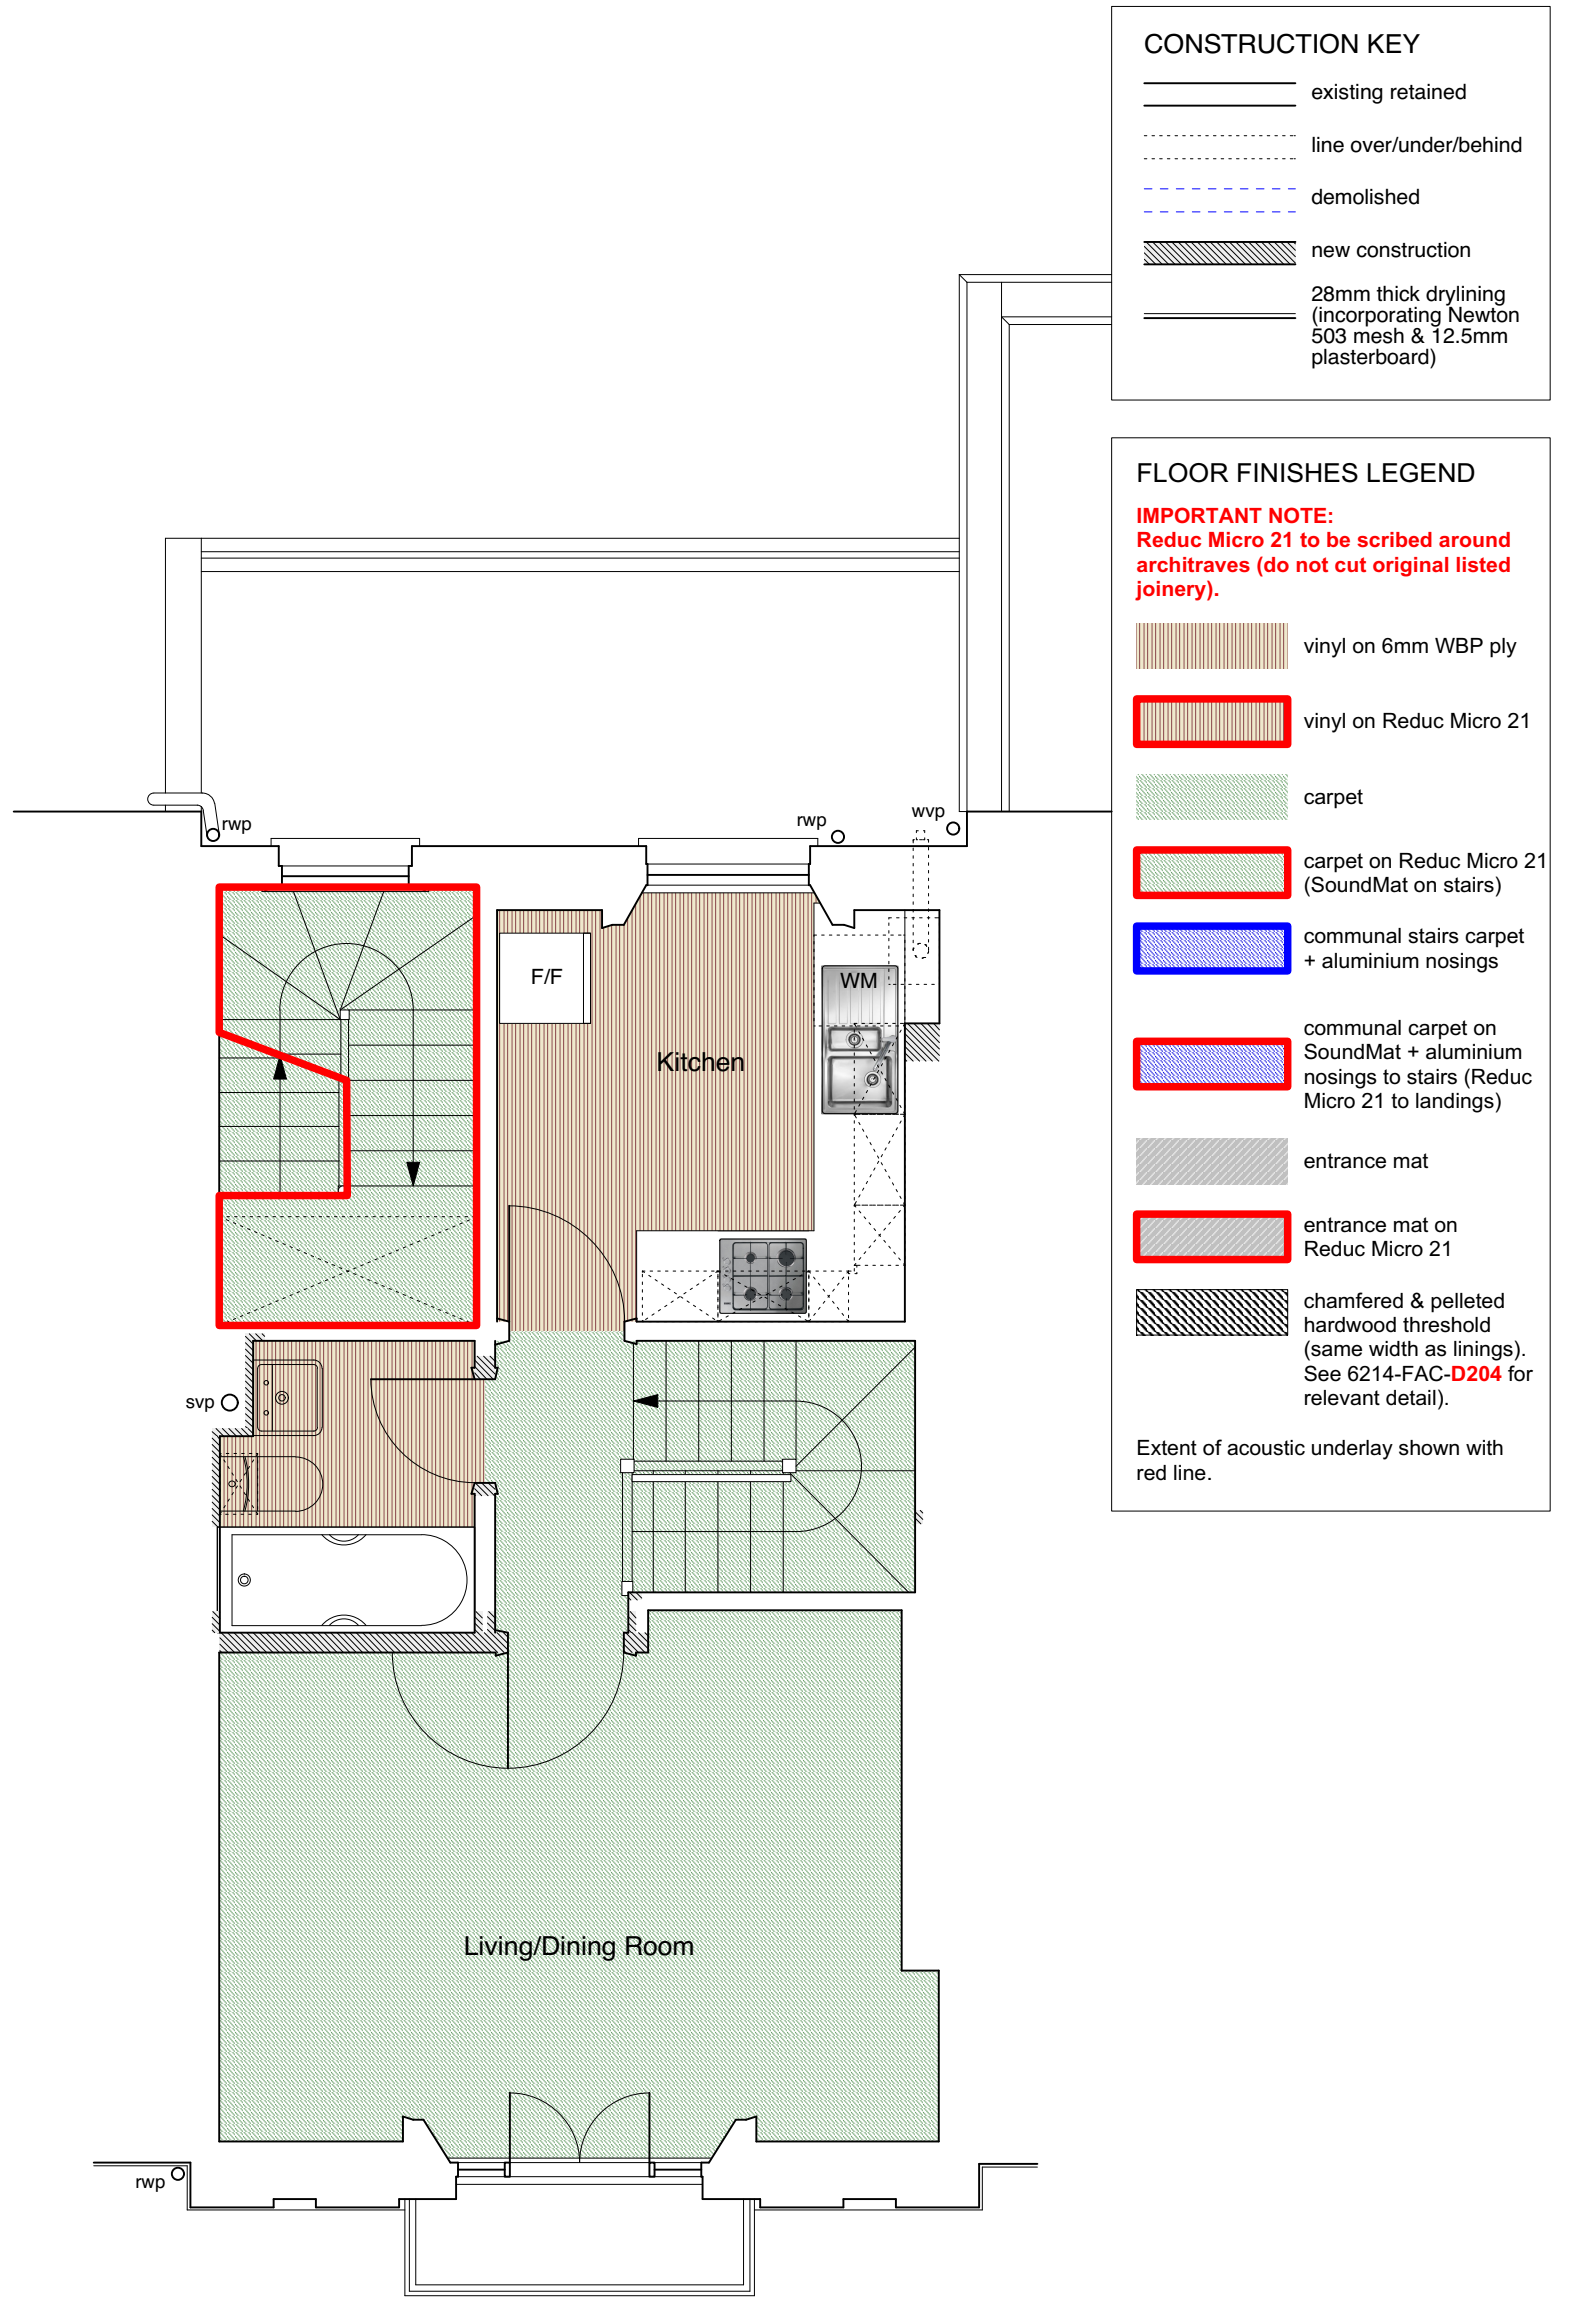 CONSTRUCTION KEY
existing retained
line over/under/behind
demolished
new construction
28mm thick drylining
(incorporating Newton
503 mesh & 12.5mm
plasterboard)
FLOOR FINISHES LEGEND
IMPORTANT NOTE:
Reduc Micro 21 to be scribed around
architraves (do not cut original listed
joinery).
vinyl on 6mm WBP ply
vinyl on Reduc Micro 21
carpet
carpet on Reduc Micro 21
(SoundMat on stairs)
communal stairs carpet
+ aluminium nosings
communal carpet on
SoundMat + aluminium
nosings to stairs (Reduc
Micro 21 to landings)
entrance mat
entrance mat on
Reduc Micro 21
chamfered & pelleted
hardwood threshold
(same width as linings).
See 6214-FAC-D204 for
relevant detail).
Extent of acoustic underlay shown with
red line.
rwp
rwp
wvp
F/F
WM
Kitchen
svp
Living/Dining Room
rwp